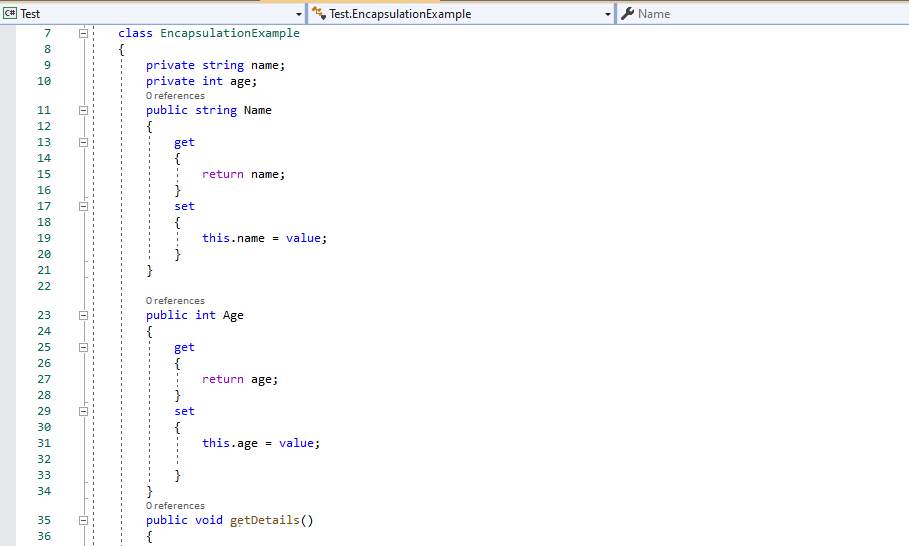 C# Test Test.EncapsulationExample Name
7 class EncapsulationExample
8 {
9 private string name;
10 private int age;
0 references
11 public string Name
12 {
13 get
14 {
15 return name;
16 }
17 set
18 {
19 this.name = value;
20 }
21 }
22
0 references
23 public int Age
24 {
25 get
26 {
27 return age;
28 }
29 set
30 {
31 this.age = value;
32
33 }
34 }
0 references
35 public void getDetails()
36 {